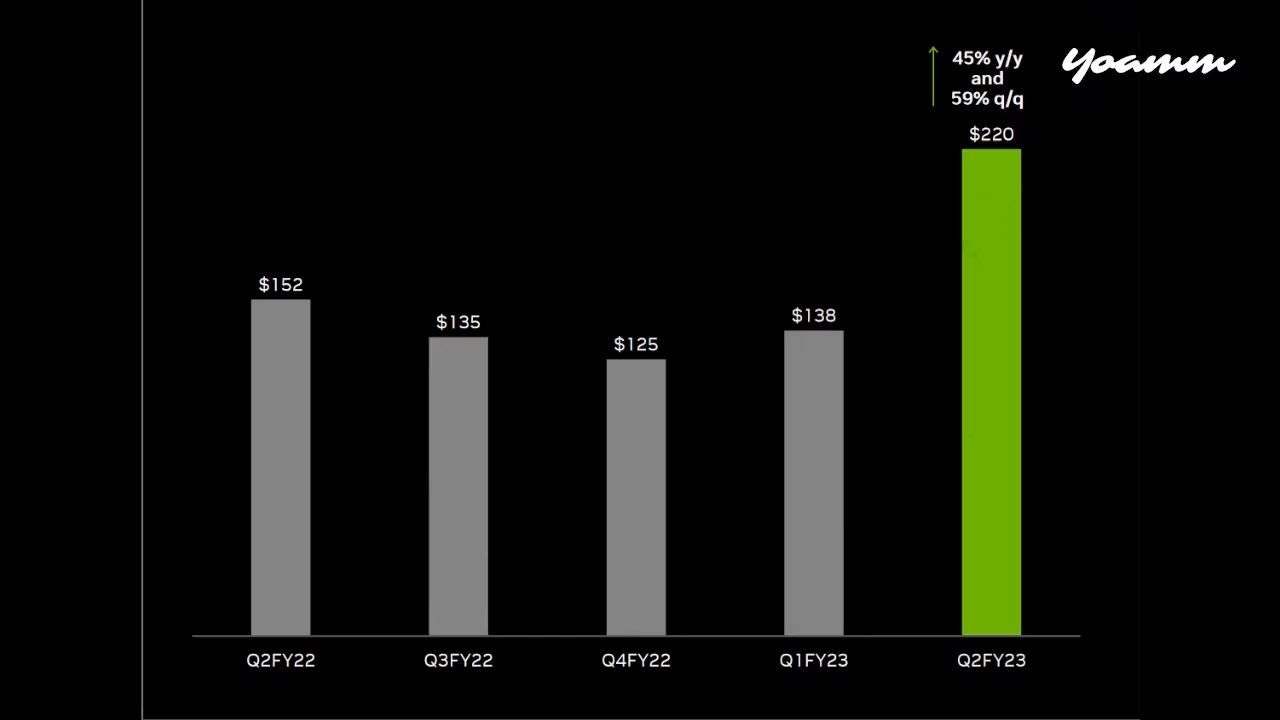 Yoamm
45% y/y
and
59% q/q
$220
$152
$138
$135
$125
Q2FY22
Q3FY22
Q4FY22
Q1FY23
Q2FY23